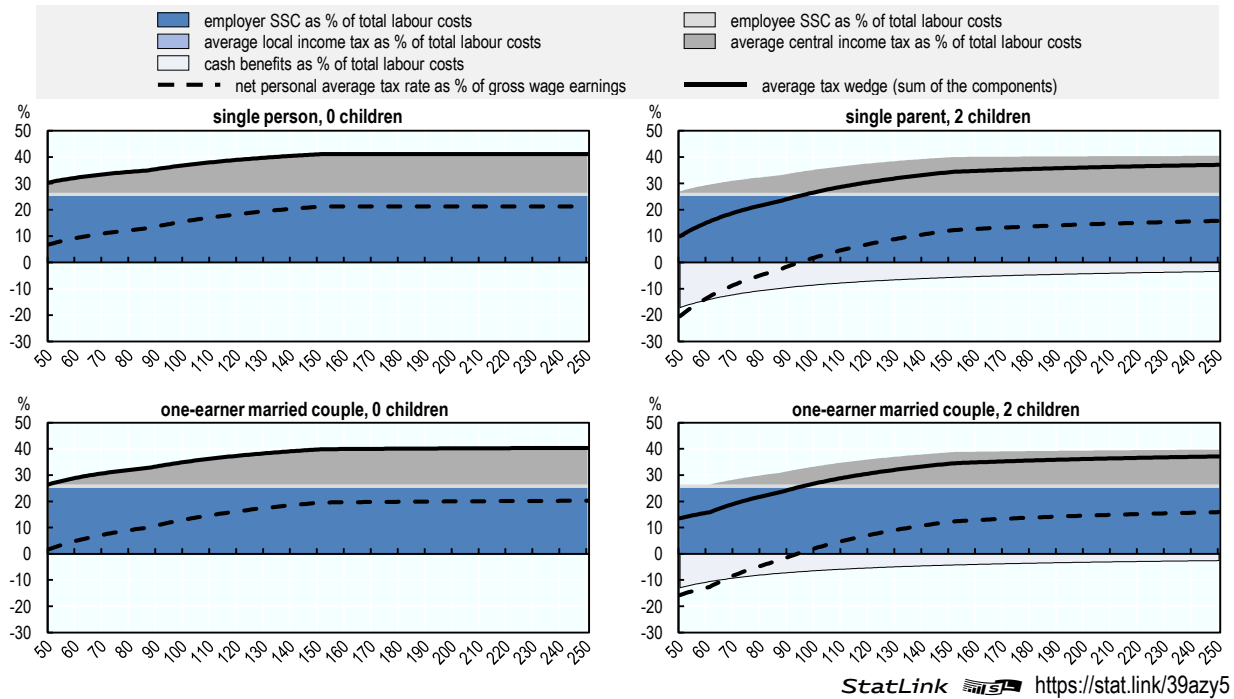 employer SSC as % of total labour costs
employee SSC as % of total labour costs
average local income tax as % of total labour costs
average central income tax as % of total labour costs
cash benefits as % of total labour costs
net personal average tax rate as % of gross wage earnings
average tax wedge (sum of the components)
%
single person, 0 children
50
40
30
20
10
0
-10
-20
-30
50 60 70 80 90 100 110 120 130 140 150 160 170 180 190 200 210 220 230 240 250
%
single parent, 2 children
50
40
30
20
10
0
-10
-20
-30
50 60 70 80 90 100 110 120 130 140 150 160 170 180 190 200 210 220 230 240 250
%
one-earner married couple, 0 children
50
40
30
20
10
0
-10
-20
-30
50 60 70 80 90 100 110 120 130 140 150 160 170 180 190 200 210 220 230 240 250
%
one-earner married couple, 2 children
50
40
30
20
10
0
-10
-20
-30
50 60 70 80 90 100 110 120 130 140 150 160 170 180 190 200 210 220 230 240 250
StatLink https://stat.link/39azy5